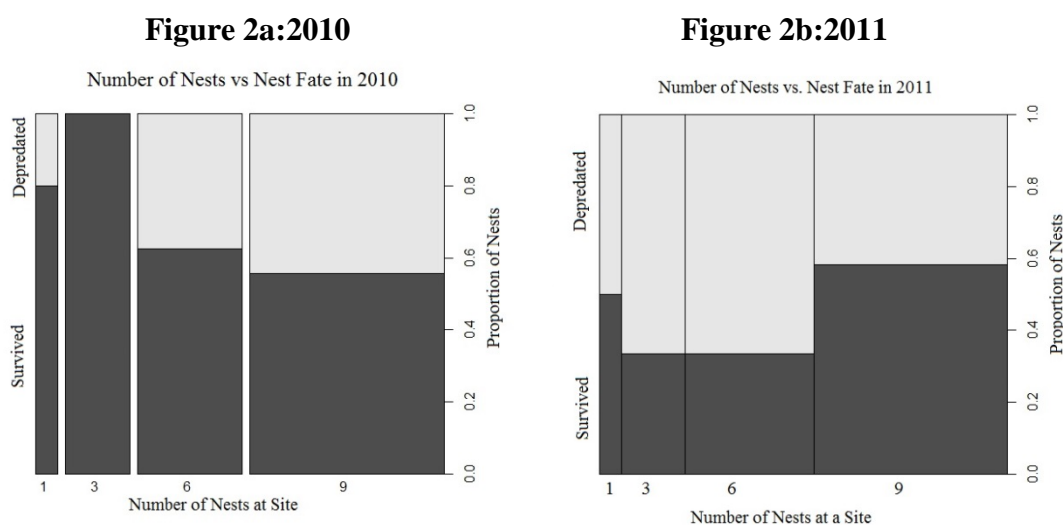 Figure 2a:2010
Number of Nests vs Nest Fate in 2010
Depredated
Survived
1.0
0.8
0.6
0.4
0.2
0.0
Proportion of Nests
1 3 6 9
Number of Nests at Site
Figure 2b:2011
Number of Nests vs. Nest Fate in 2011
Depredated
Survived
1.0
0.8
0.6
0.4
0.2
0.0
Proportion of Nests
1 3 6 9
Number of Nests at a Site